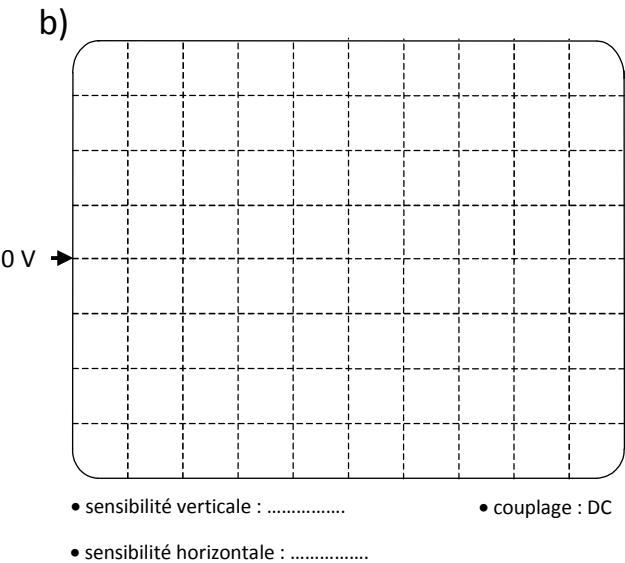 b)
0 V
• sensibilité verticale : ................ • couplage : DC
• sensibilité horizontale : ................